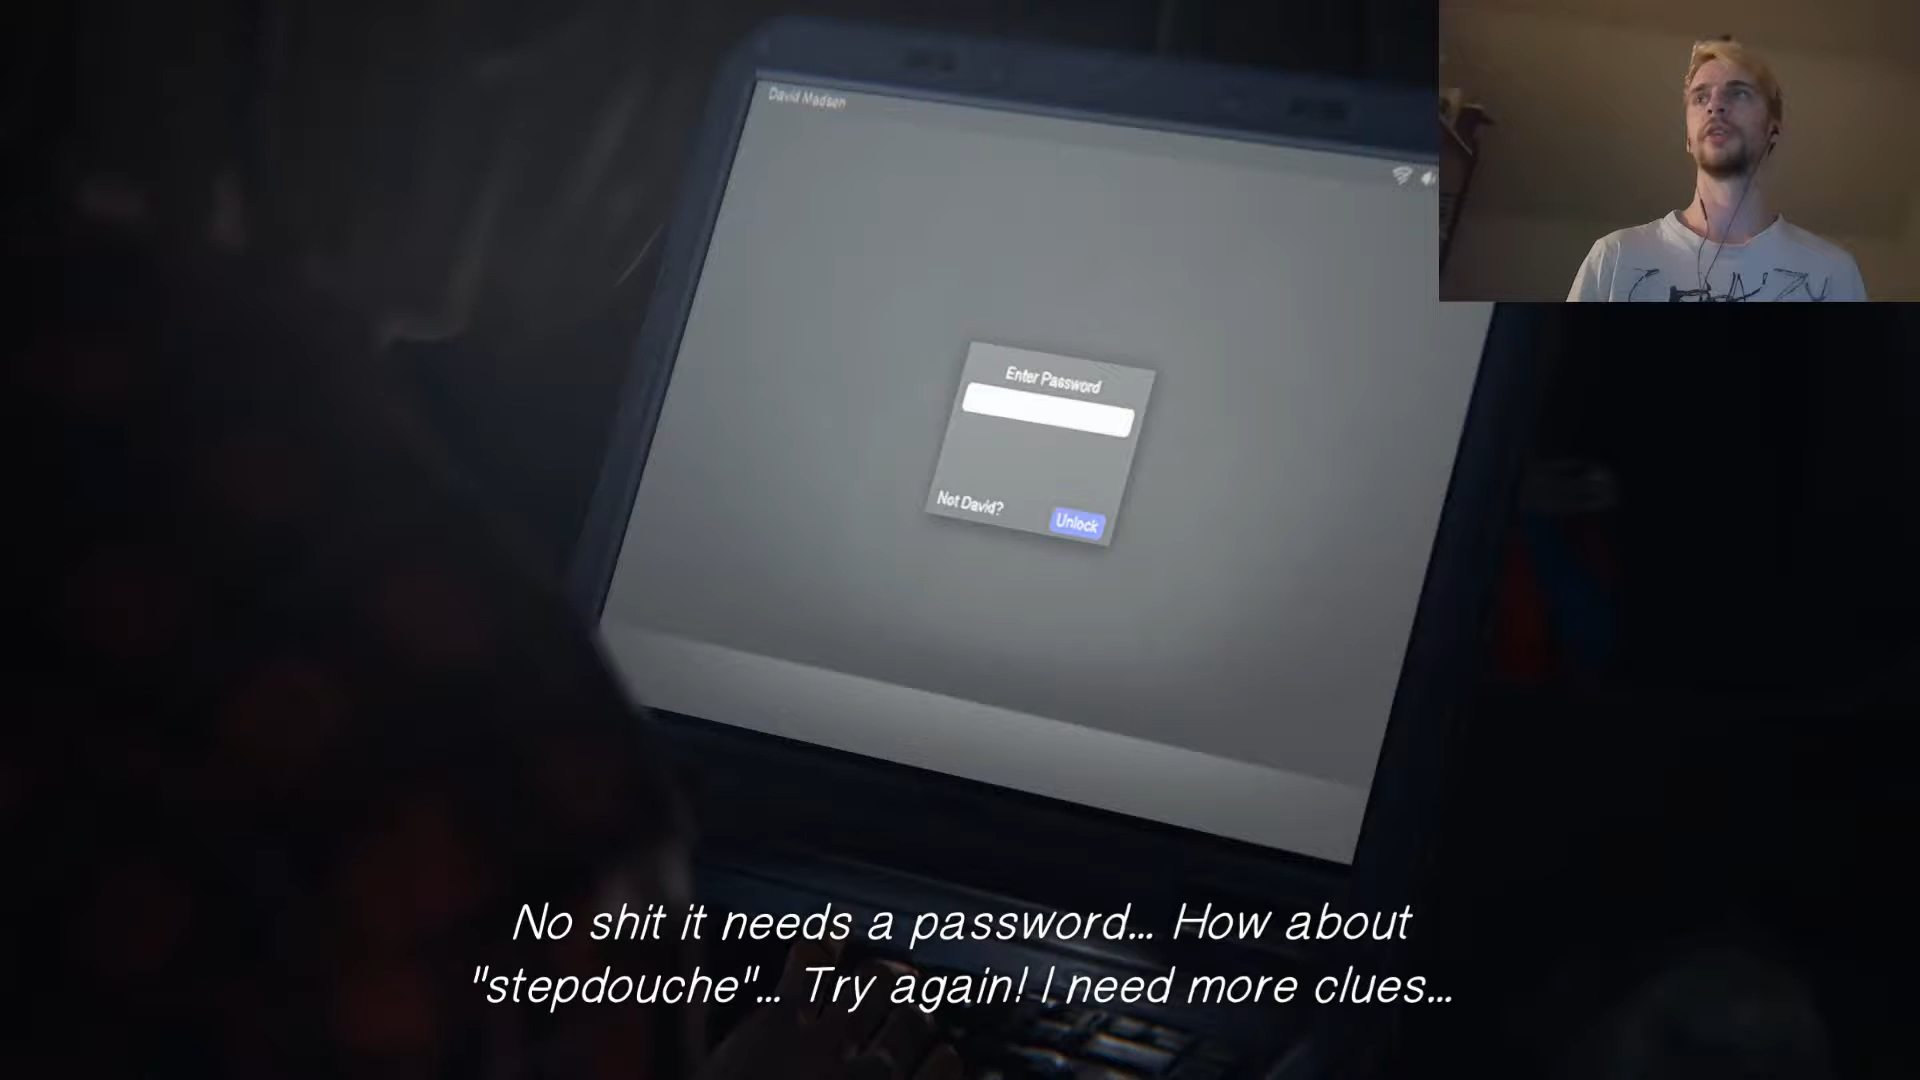 David Madsen
Enter Password
Not David?
Unlock
No shit it needs a password... How about
"stepdouche"... Try again! I need more clues...